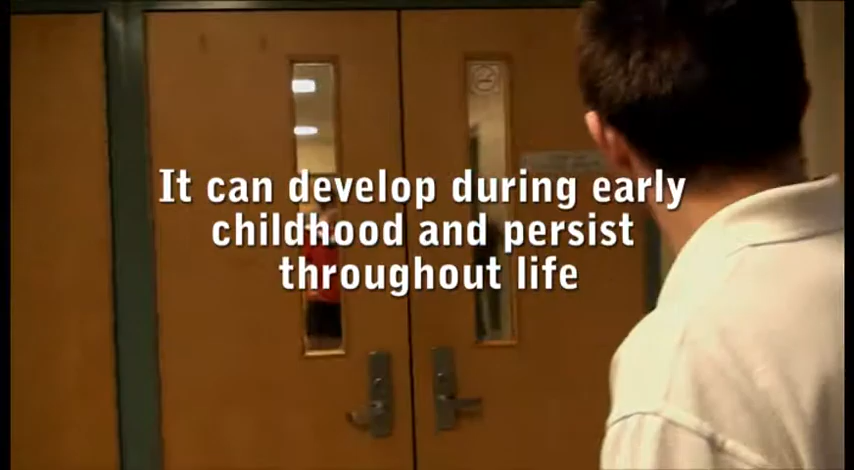 It can develop during early
childhood and persist
throughout life